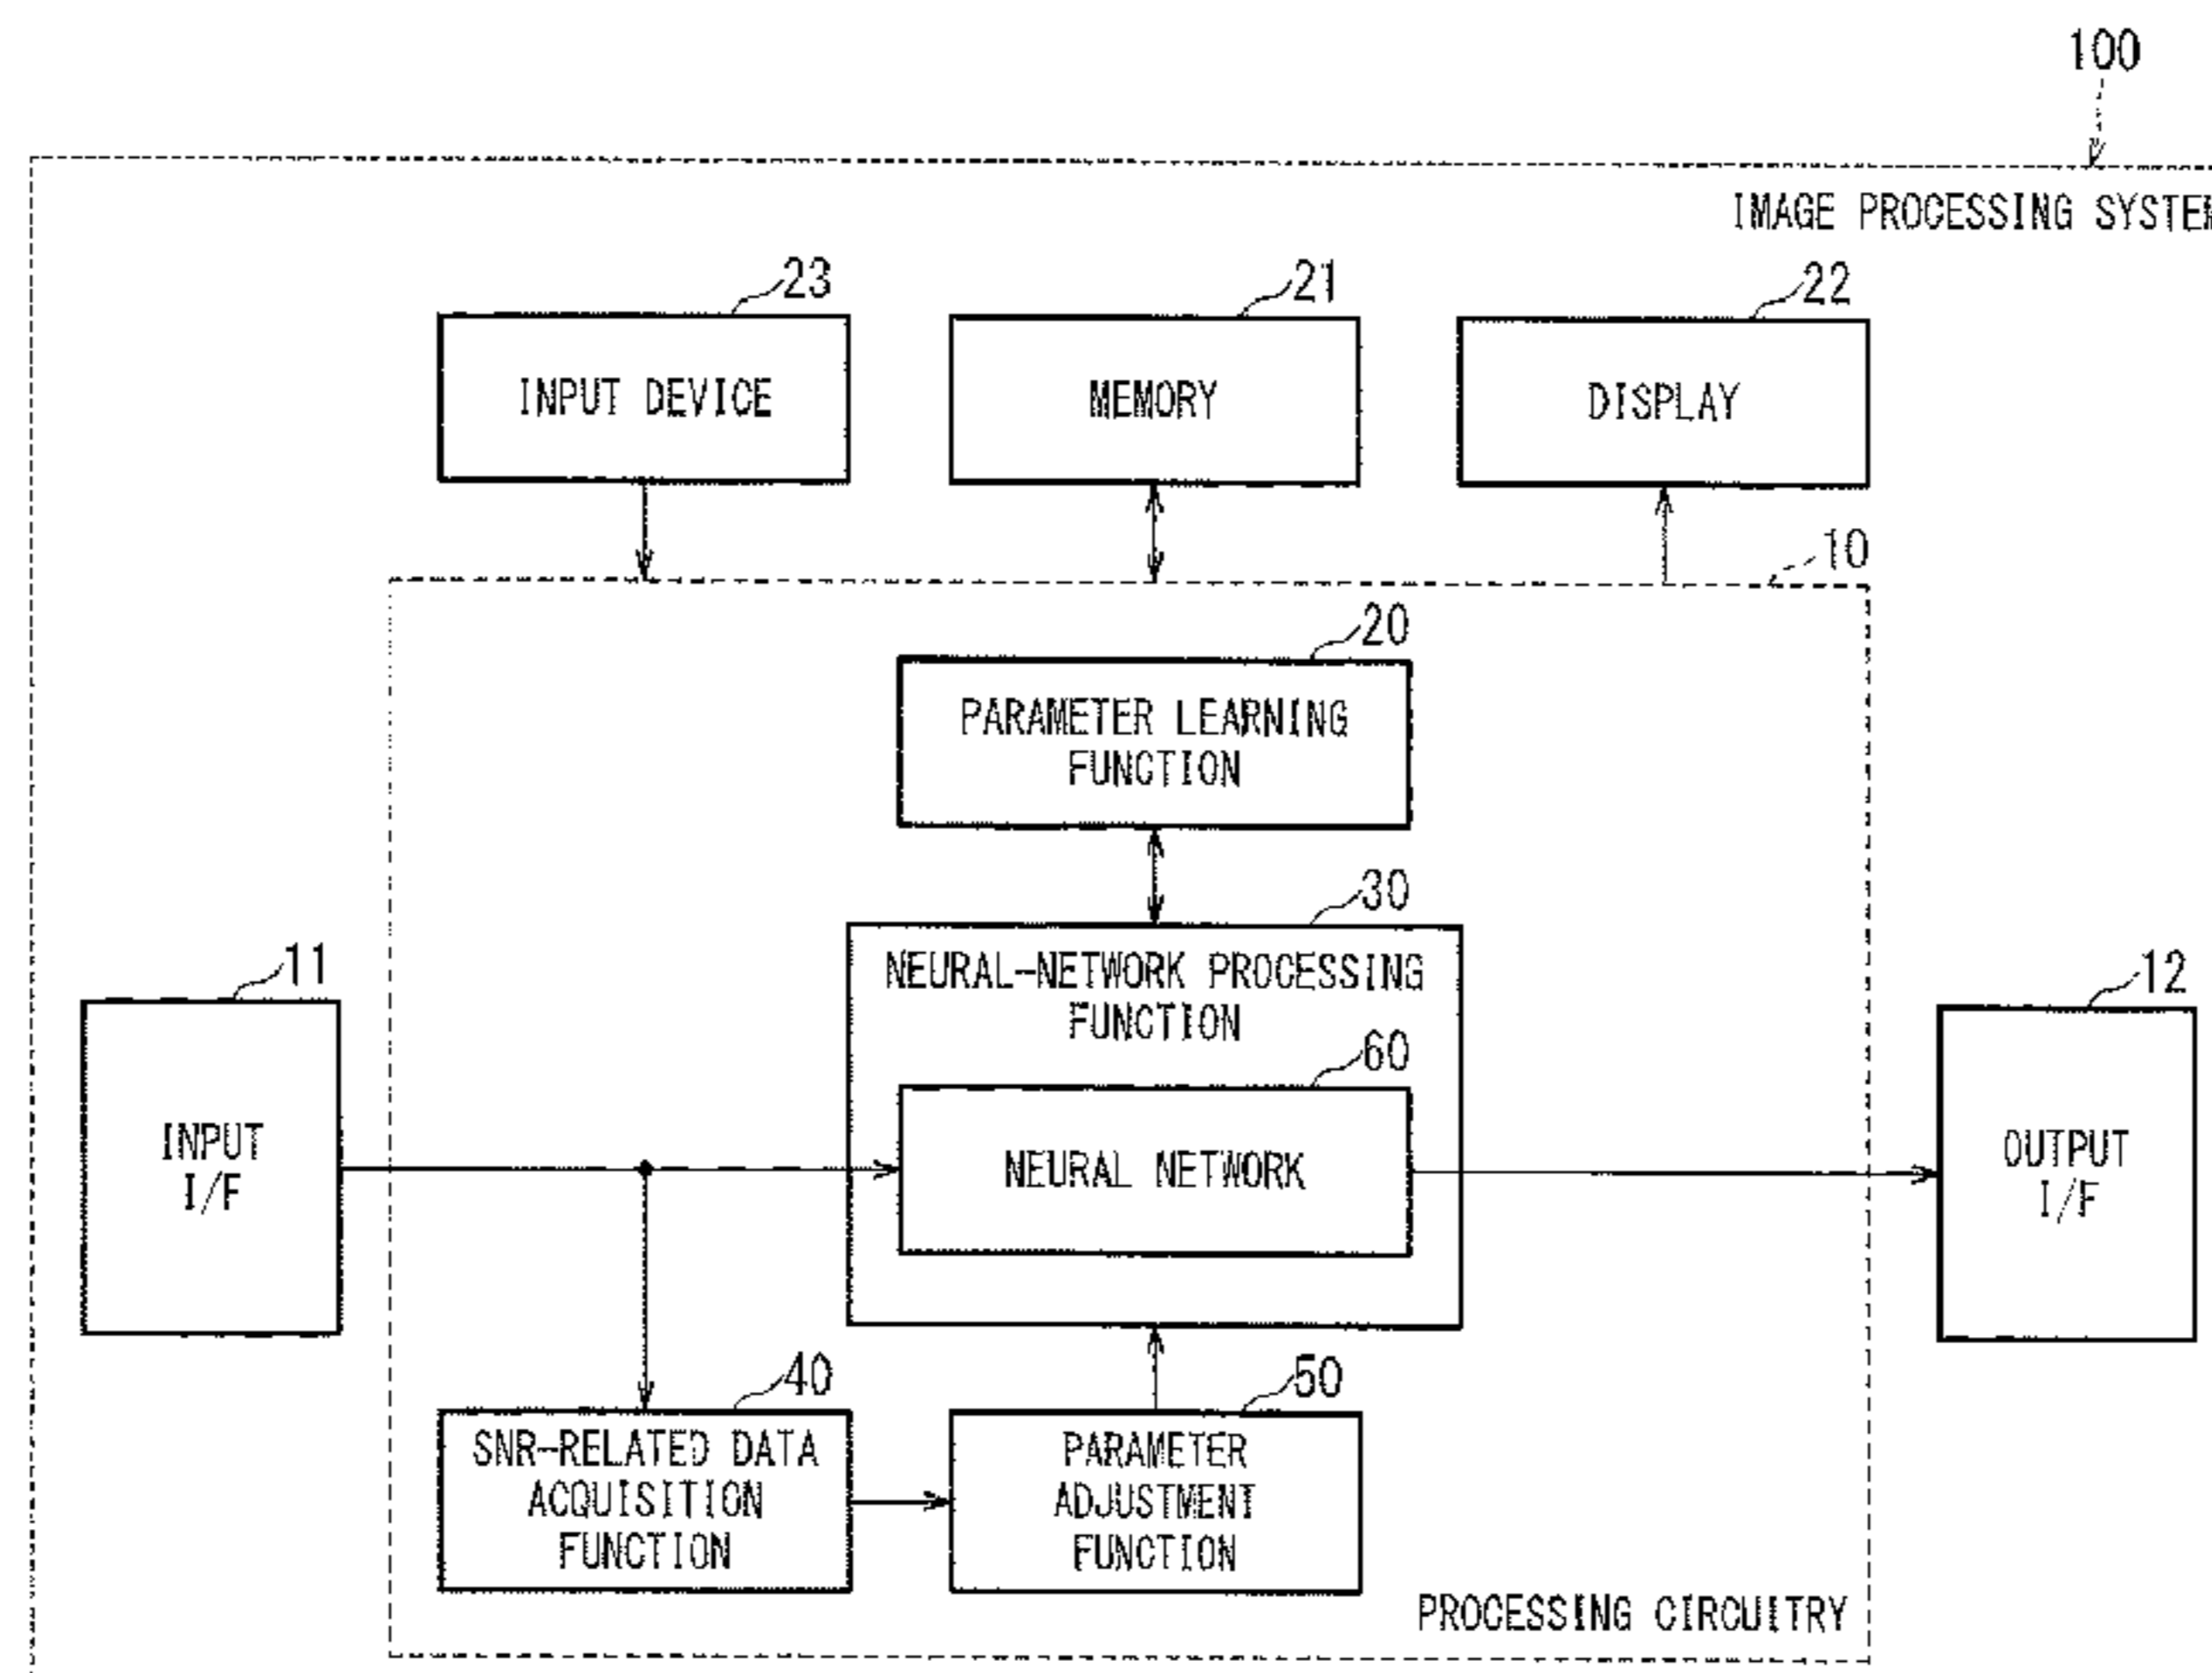 100
IMAGE PROCESSING SYSTEM
23
21
22
INPUT DEVICE
MEMORY
DISPLAY
10
20
PARAMETER LEARNING
FUNCTION
30
11
NEURAL-NETWORK PROCESSING
FUNCTION
12
60
INPUT
I/F
NEURAL NETWORK
OUTPUT
I/F
40
50
SNR-RELATED DATA
ACQUISITION
FUNCTION
PARAMETER
ADJUSTMENT
FUNCTION
PROCESSING CIRCUITRY